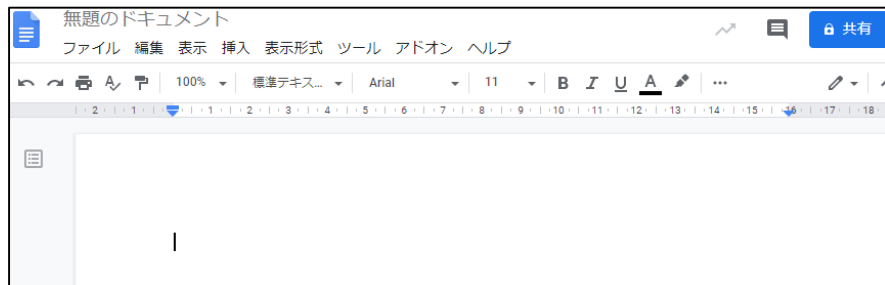 無題のドキュメント
共有
ファイル 編集 表示 挿入 表示形式 ツール アドオン ヘルプ
100% 標準テキス... Arial 11 B I U A ...
2 1 1 2 3 4 5 6 7 8 9 10 11 12 13 14 15 16 17 18